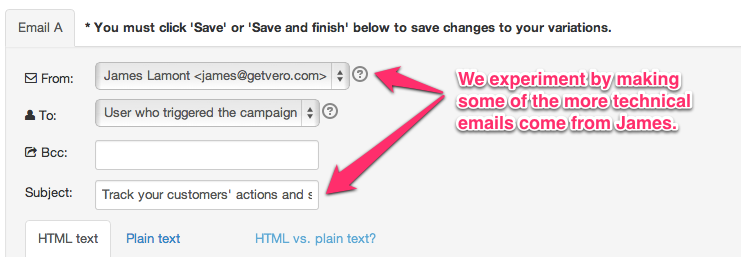 Email A
* You must click 'Save' or 'Save and finish' below to save changes to your variations.
From: James Lamont <james@getvero.com> ?
To: User who triggered the campaign ?
Bcc:
Subject: Track your customers' actions and s
We experiment by making
some of the more technical
emails come from James.
HTML text Plain text HTML vs. plain text?